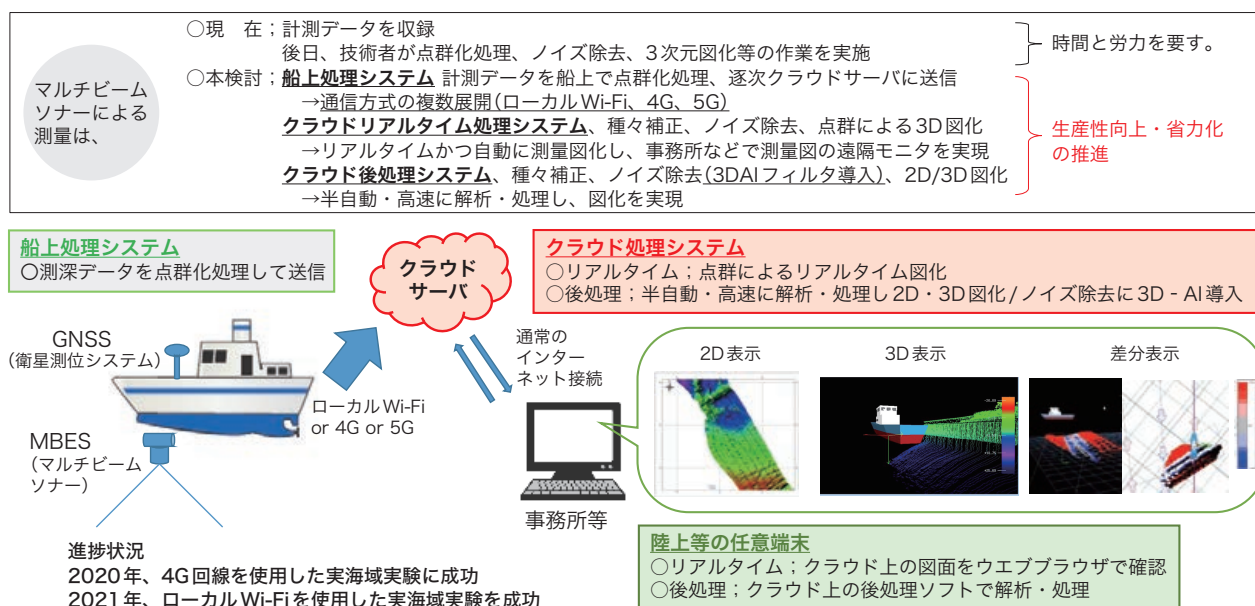 マルチビーム
ソナーによる
測量は、
○現　在；計測データを収録
後日、技術者が点群化処理、ノイズ除去、３次元図化等の作業を実施
時間と労力を要す。
○本検討；船上処理システム 計測データを船上で点群化処理、逐次クラウドサーバに送信
→通信方式の複数展開(ローカルWi-Fi、4G、5G)
クラウドリアルタイム処理システム、種々補正、ノイズ除去、点群による3D図化
→リアルタイムかつ自動に測量図化し、事務所などで測量図の遠隔モニタを実現
クラウド後処理システム、種々補正、ノイズ除去(3DAIフィルタ導入)、2D/3D図化
→半自動・高速に解析・処理し、図化を実現
生産性向上・省力化
の推進
船上処理システム
○測深データを点群化処理して送信
クラウド
サーバ
クラウド処理システム
○リアルタイム；点群によるリアルタイム図化
○後処理；半自動・高速に解析・処理し2D・3D図化/ノイズ除去に3D‐AI導入
GNSS
(衛星測位システム)
MBES
(マルチビーム
ソナー)
ローカルWi-Fi
or 4G or 5G
通常の
インター
ネット接続
事務所等
2D表示
3D表示
差分表示
進捗状況
2020年、4G回線を使用した実海域実験に成功
2021年、ローカルWi-Fiを使用した実海域実験を成功
陸上等の任意端末
○リアルタイム；クラウド上の図面をウエブブラウザで確認
○後処理；クラウド上の後処理ソフトで解析・処理